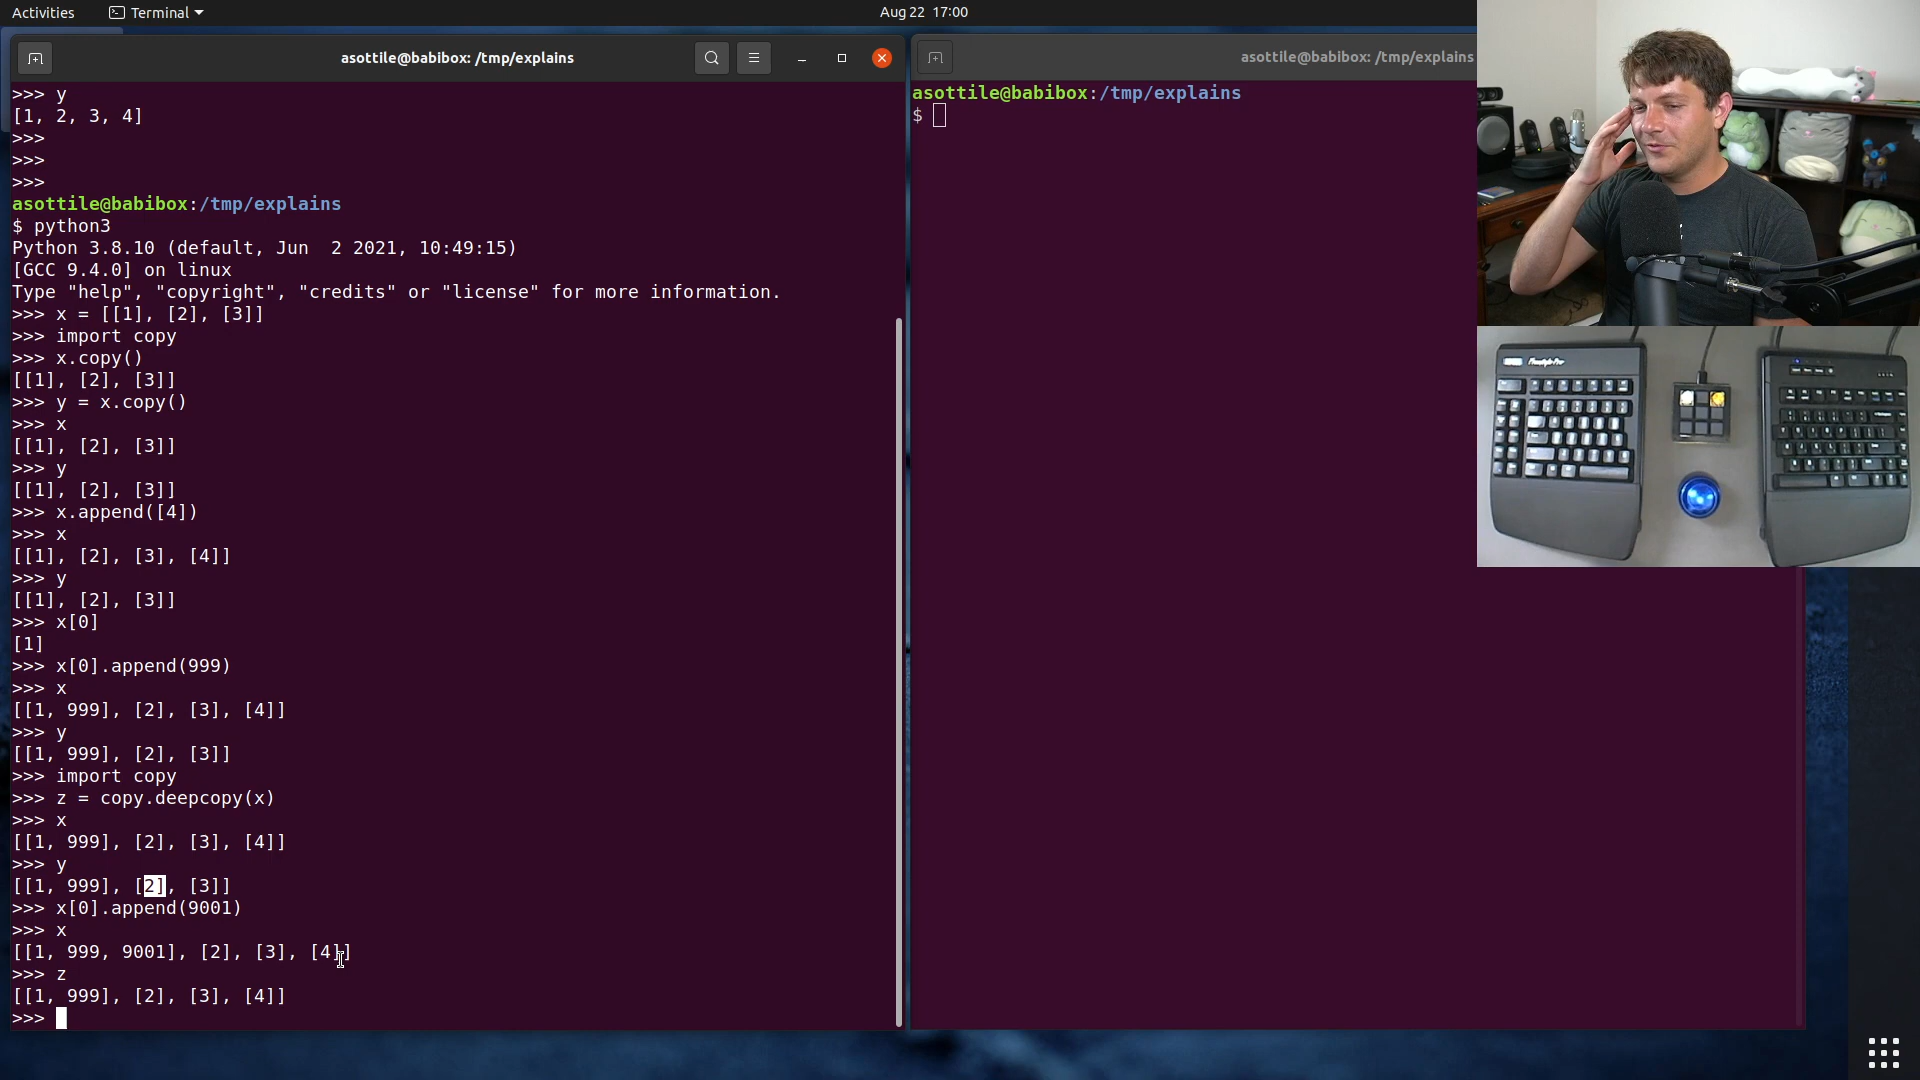 Activities
Terminal
Aug 22 17:00
asottile@babibox: /tmp/explains
>>> y
[1, 2, 3, 4]
>>>
>>>
>>>
asottile@babibox:/tmp/explains
$ python3
Python 3.8.10 (default, Jun  2 2021, 10:49:15)
[GCC 9.4.0] on linux
Type "help", "copyright", "credits" or "license" for more information.
>>> x = [[1], [2], [3]]
>>> import copy
>>> x.copy()
[[1], [2], [3]]
>>> y = x.copy()
>>> x
[[1], [2], [3]]
>>> y
[[1], [2], [3]]
>>> x.append([4])
>>> x
[[1], [2], [3], [4]]
>>> y
[[1], [2], [3]]
>>> x[0]
[1]
>>> x[0].append(999)
>>> x
[[1, 999], [2], [3], [4]]
>>> y
[[1, 999], [2], [3]]
>>> import copy
>>> z = copy.deepcopy(x)
>>> x
[[1, 999], [2], [3], [4]]
>>> y
[[1, 999], [2], [3]]
>>> x[0].append(9001)
>>> x
[[1, 999, 9001], [2], [3], [4]]
>>> z
[[1, 999], [2], [3], [4]]
>>>
asottile@babibox: /tmp/explains
asottile@babibox:/tmp/explains
$